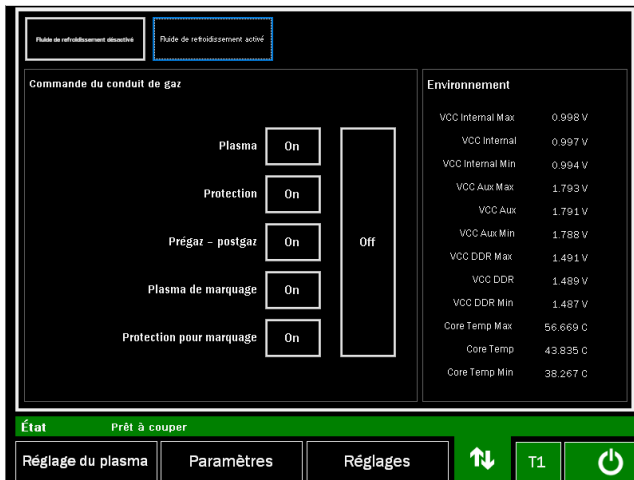 Fluide de refroidissement désactivé
Fluide de refroidissement activé
Commande du conduit de gaz
Plasma On
Protection On
Prégaz – postgaz On
Off
Plasma de marquage On
Protection pour marquage On
Environnement
VCC Internal Max 0.998 V
VCC Internal 0.997 V
VCC Internal Min 0.994 V
VCC Aux Max 1.793 V
VCC Aux 1.791 V
VCC Aux Min 1.788 V
VCC DDR Max 1.491 V
VCC DDR 1.489 V
VCC DDR Min 1.487 V
Core Temp Max 56.669 C
Core Temp 43.835 C
Core Temp Min 38.267 C
État Prêt à couper
Réglage du plasma Paramètres Réglages T1